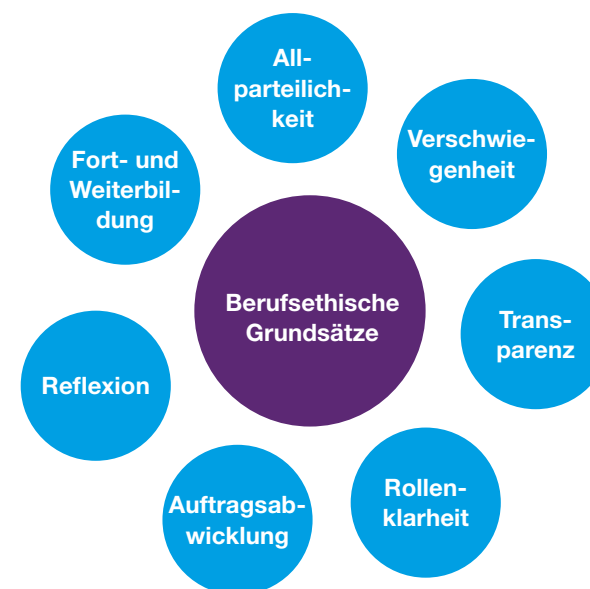 All-
parteilich-
keit
Verschwie-
genheit
Trans-
parenz
Rollen-
klarheit
Auftragsab-
wicklung
Reflexion
Fort- und
Weiterbil-
dung
Berufsethische
Grundsätze